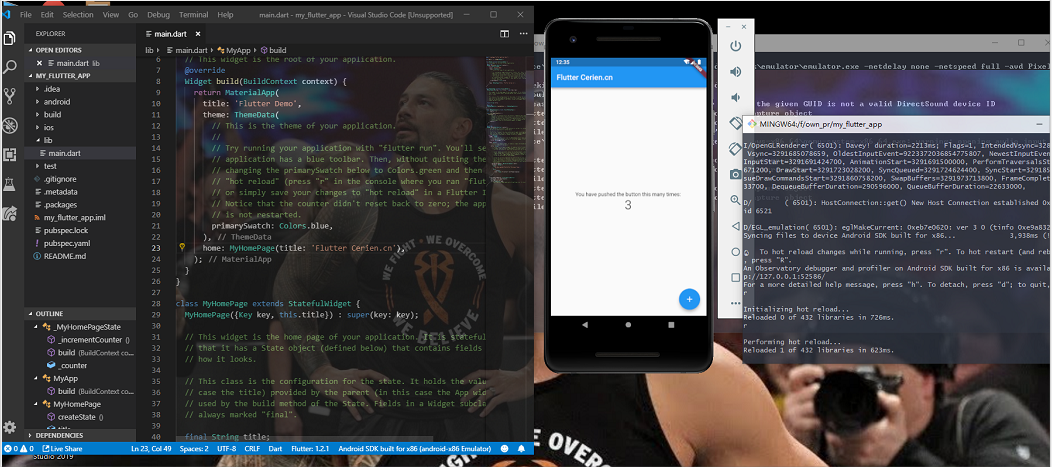 File Edit Selection View Go Debug Terminal Help
main.dart - my_flutter_app - Visual Studio Code [Unsupported]
EXPLORER
OPEN EDITORS
main.dart lib
MY_FLUTTER_APP
.idea
android
build
ios
lib
main.dart
test
.gitignore
.metadata
.packages
my_flutter_app.iml
pubspec.lock
pubspec.yaml
README.md
OUTLINE
_MyHomePageState
_incrementCounter ()
build (BuildContext co...
_counter
MyApp
build (BuildContext co...
MyHomePage
createState ()
title
DEPENDENCIES
main.dart
lib › main.dart › MyApp › build
6 // This widget is the root of your application.
7 @override
8 Widget build(BuildContext context) {
9 return MaterialApp(
10 title: 'Flutter Demo',
11 theme: ThemeData(
12 // This is the theme of your application.
13 //
14 // Try running your application with "flutter run". You'll se
15 // application has a blue toolbar. Then, without quitting the
16 // changing the primarySwatch below to Colors.green and then
17 // "hot reload" (press "r" in the console where you ran "flut
18 // or simply save your changes to "hot reload" in a Flutter I
19 // Notice that the counter didn't reset back to zero; the app
20 // is not restarted.
21 primarySwatch: Colors.blue,
22 ), // ThemeData
23 home: MyHomePage(title: 'Flutter Cerien.cn'),
24 ); // MaterialApp
25 }
26 }
27
28 class MyHomePage extends StatefulWidget {
29 MyHomePage({Key key, this.title}) : super(key: key);
30
31 // This widget is the home page of your application. It is stateful
32 // that it has a State object (defined below) that contains fields
33 // how it looks.
34
35 // This class is the configuration for the state. It holds the valu
36 // case the title) provided by the parent (in this case the App wid
37 // used by the build method of the State. Fields in a Widget subcla
38 // always marked "final".
39
40 final String title;
0 0 Live Share Ln 23, Col 49 Spaces: 2 UTF-8 CRLF Dart Flutter: 1.2.1 Android SDK built for x86 (android-x86 Emulator)
Studio 2019
WE FIGHT • WE OVERCOME
WE BELIEVE
12:35
Flutter Cerien.cn
You have pushed the button this many times:
3
+
\emulator\emulator.exe -netdelay none -netspeed full -avd Pixel
the given GUID is not a valid DirectSound device ID
MINGW64:/f/own_pr/my_flutter_app
I/OpenGLRenderer( 6501): Davey! duration=2213ms; Flags=1, IntendedVsync=328
Vsync=3291685078659, OldestInputEvent=9223372036854775807, NewestInputEven
InputStart=3291691424700, AnimationStart=3291691500000, PerformTraversalsSt
671200, DrawStart=3291723028200, SyncQueued=3291724624400, SyncStart=329185
sueDrawCommandsStart=3291860575000, SwapBuffers=3291971713800, FrameComplet
33700, DequeueBufferDuration=290596000, QueueBufferDuration=22633000,
D/ ( 6501): HostConnection::get() New Host Connection established 0x
id 6521
D/EGL_emulation( 6501): eglMakeCurrent: 0xeb7e0620: ver 3 0 (tinfo 0xe9a832
Syncing files to device Android SDK built for x86... 3,938ms (!
To hot reload changes while running, press "r". To hot restart (and reb
, press "R".
An Observatory debugger and profiler on Android SDK built for x86 is availa
p://127.0.0.1:52586/
For a more detailed help message, press "h". To detach, press "d"; to quit,
r
Initializing hot reload...
Reloaded 0 of 432 libraries in 726ms.
r
Performing hot reload...
Reloaded 1 of 432 libraries in 623ms.
WE OVER